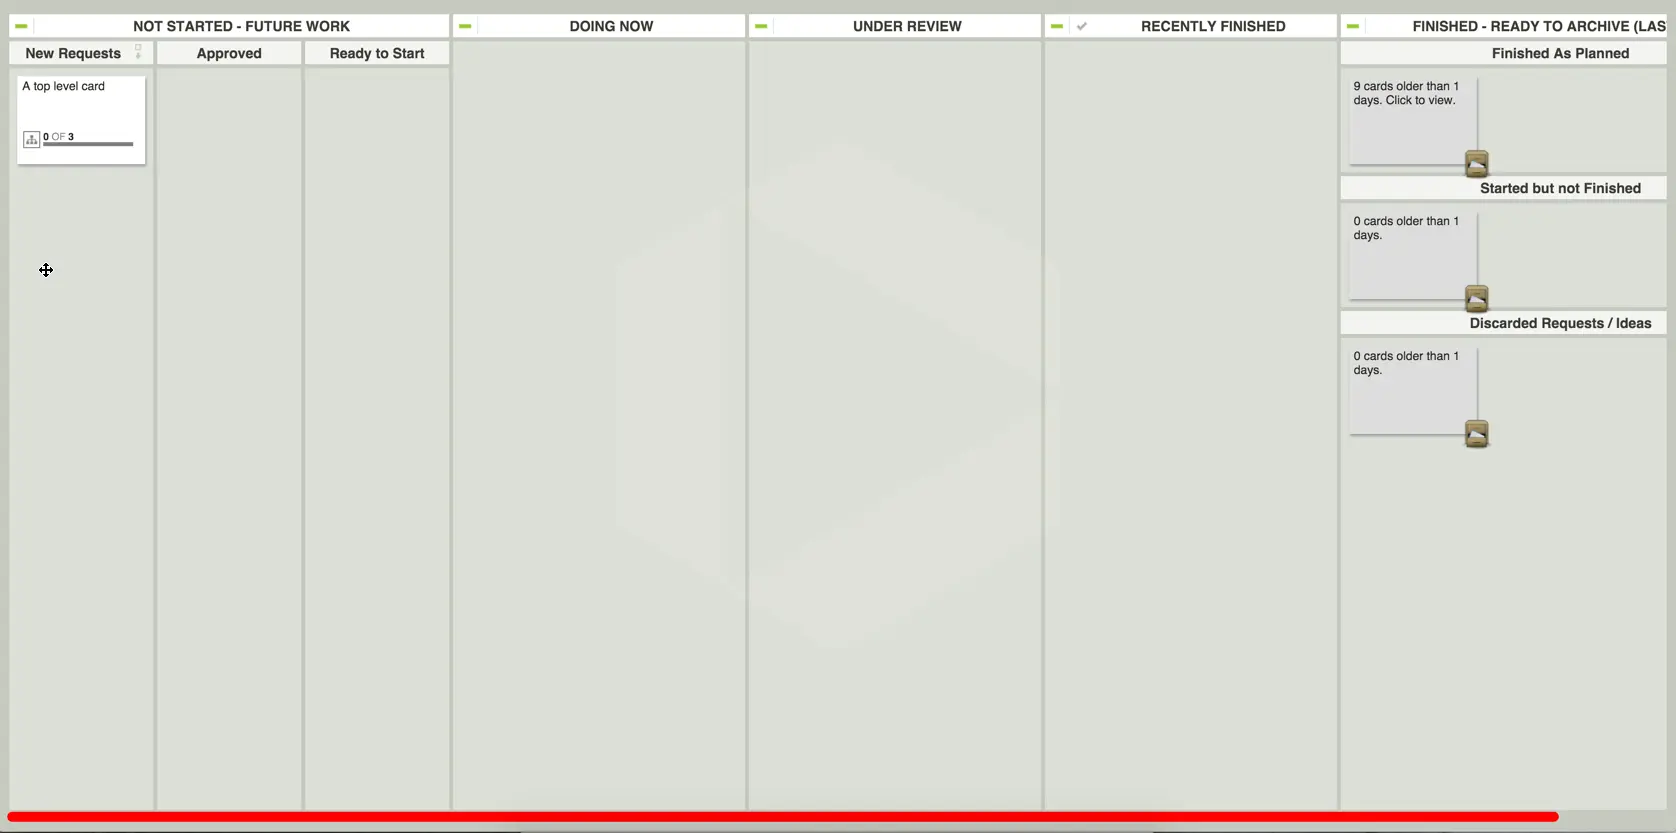 NOT STARTED - FUTURE WORK
DOING NOW
UNDER REVIEW
RECENTLY FINISHED
FINISHED - READY TO ARCHIVE (LAS
New Requests
Approved
Ready to Start
Finished As Planned
A top level card
0 OF 3
9 cards older than 1
days. Click to view.
Started but not Finished
0 cards older than 1
days.
Discarded Requests / Ideas
0 cards older than 1
days.